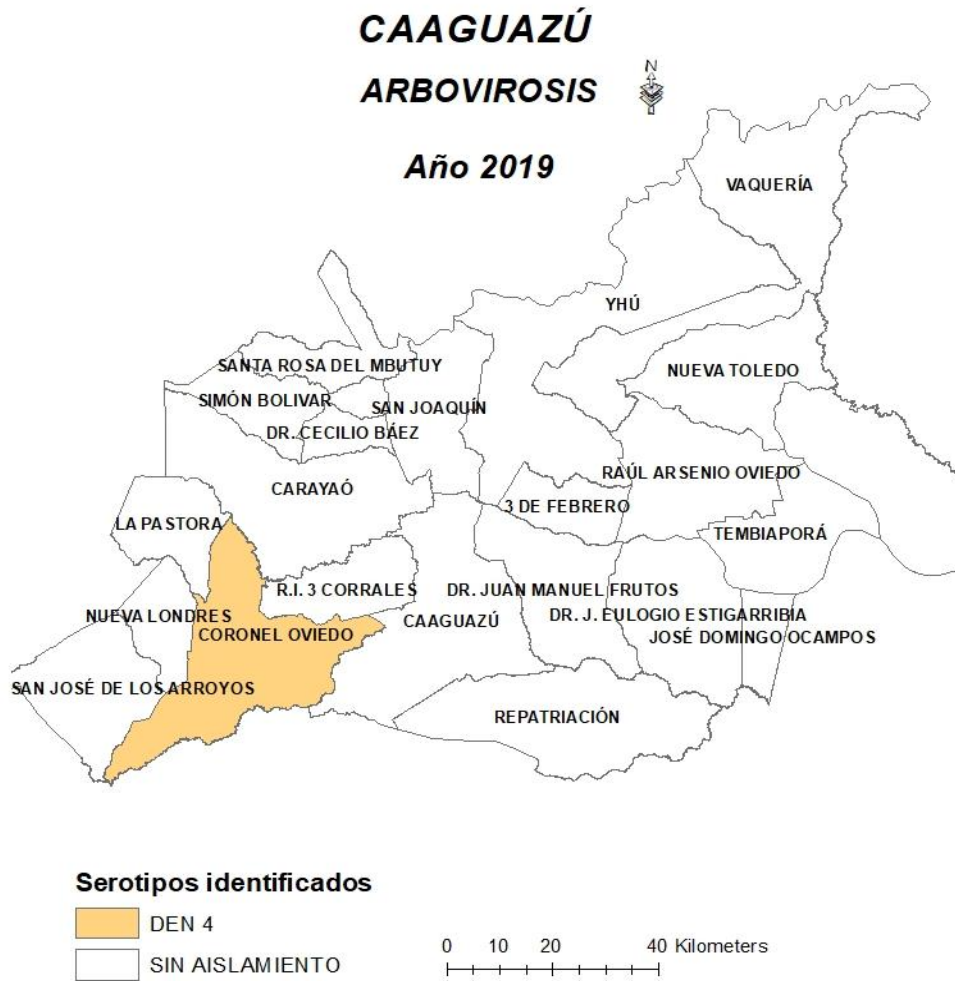 CAAGUAZÚ
ARBOVIROSIS
N
Año 2019
VAQUERÍA
YHÚ
SANTA ROSA DEL MBUTUY
NUEVA TOLEDO
SIMÓN BOLIVAR
SAN JOAQUÍN
DR. CECILIO BÁEZ
RAÚL ARSENIO OVIEDO
CARAYAÓ
3 DE FEBRERO
LA PASTORA
TEMBIAPORÁ
R.I. 3 CORRALES
DR. JUAN MANUEL FRUTOS
NUEVA LONDRES
CAAGUAZÚ
DR. J. EULOGIO ESTIGARRIBIA
CORONEL OVIEDO
JOSÉ DOMINGO OCAMPOS
SAN JOSÉ DE LOS ARROYOS
REPATRIACIÓN
Serotipos identificados
DEN 4
SIN AISLAMIENTO
0 10 20 40 Kilometers